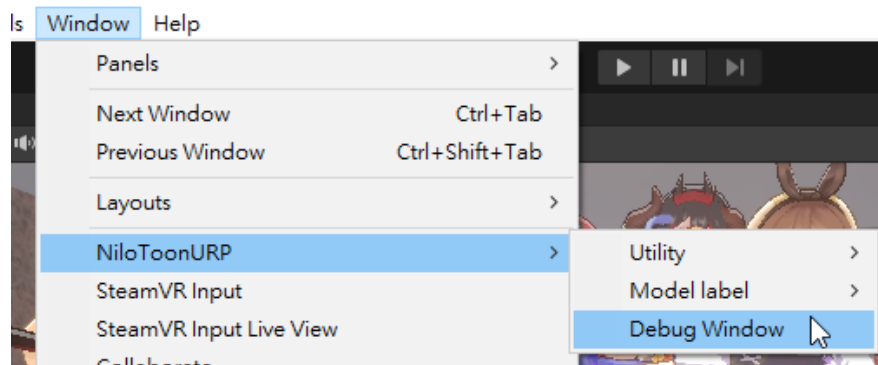 Window Help
Panels
Next Window Ctrl+Tab
Previous Window Ctrl+Shift+Tab
Layouts
NiloToonURP
Utility
SteamVR Input
Model label
SteamVR Input Live View
Debug Window